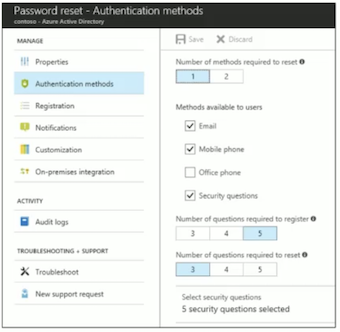 Password reset - Authentication methods
contoso - Azure Active Directory
MANAGE
Properties
Authentication methods
Registration
Notifications
Customization
On-premises integration
ACTIVITY
Audit logs
TROUBLESHOOTING + SUPPORT
Troubleshoot
New support request
Save Discard
Number of methods required to reset
1 2
Methods available to users
Email
Mobile phone
Office phone
Security questions
Number of questions required to register
3 4 5
Number of questions required to reset
3 4 5
Select security questions
5 security questions selected